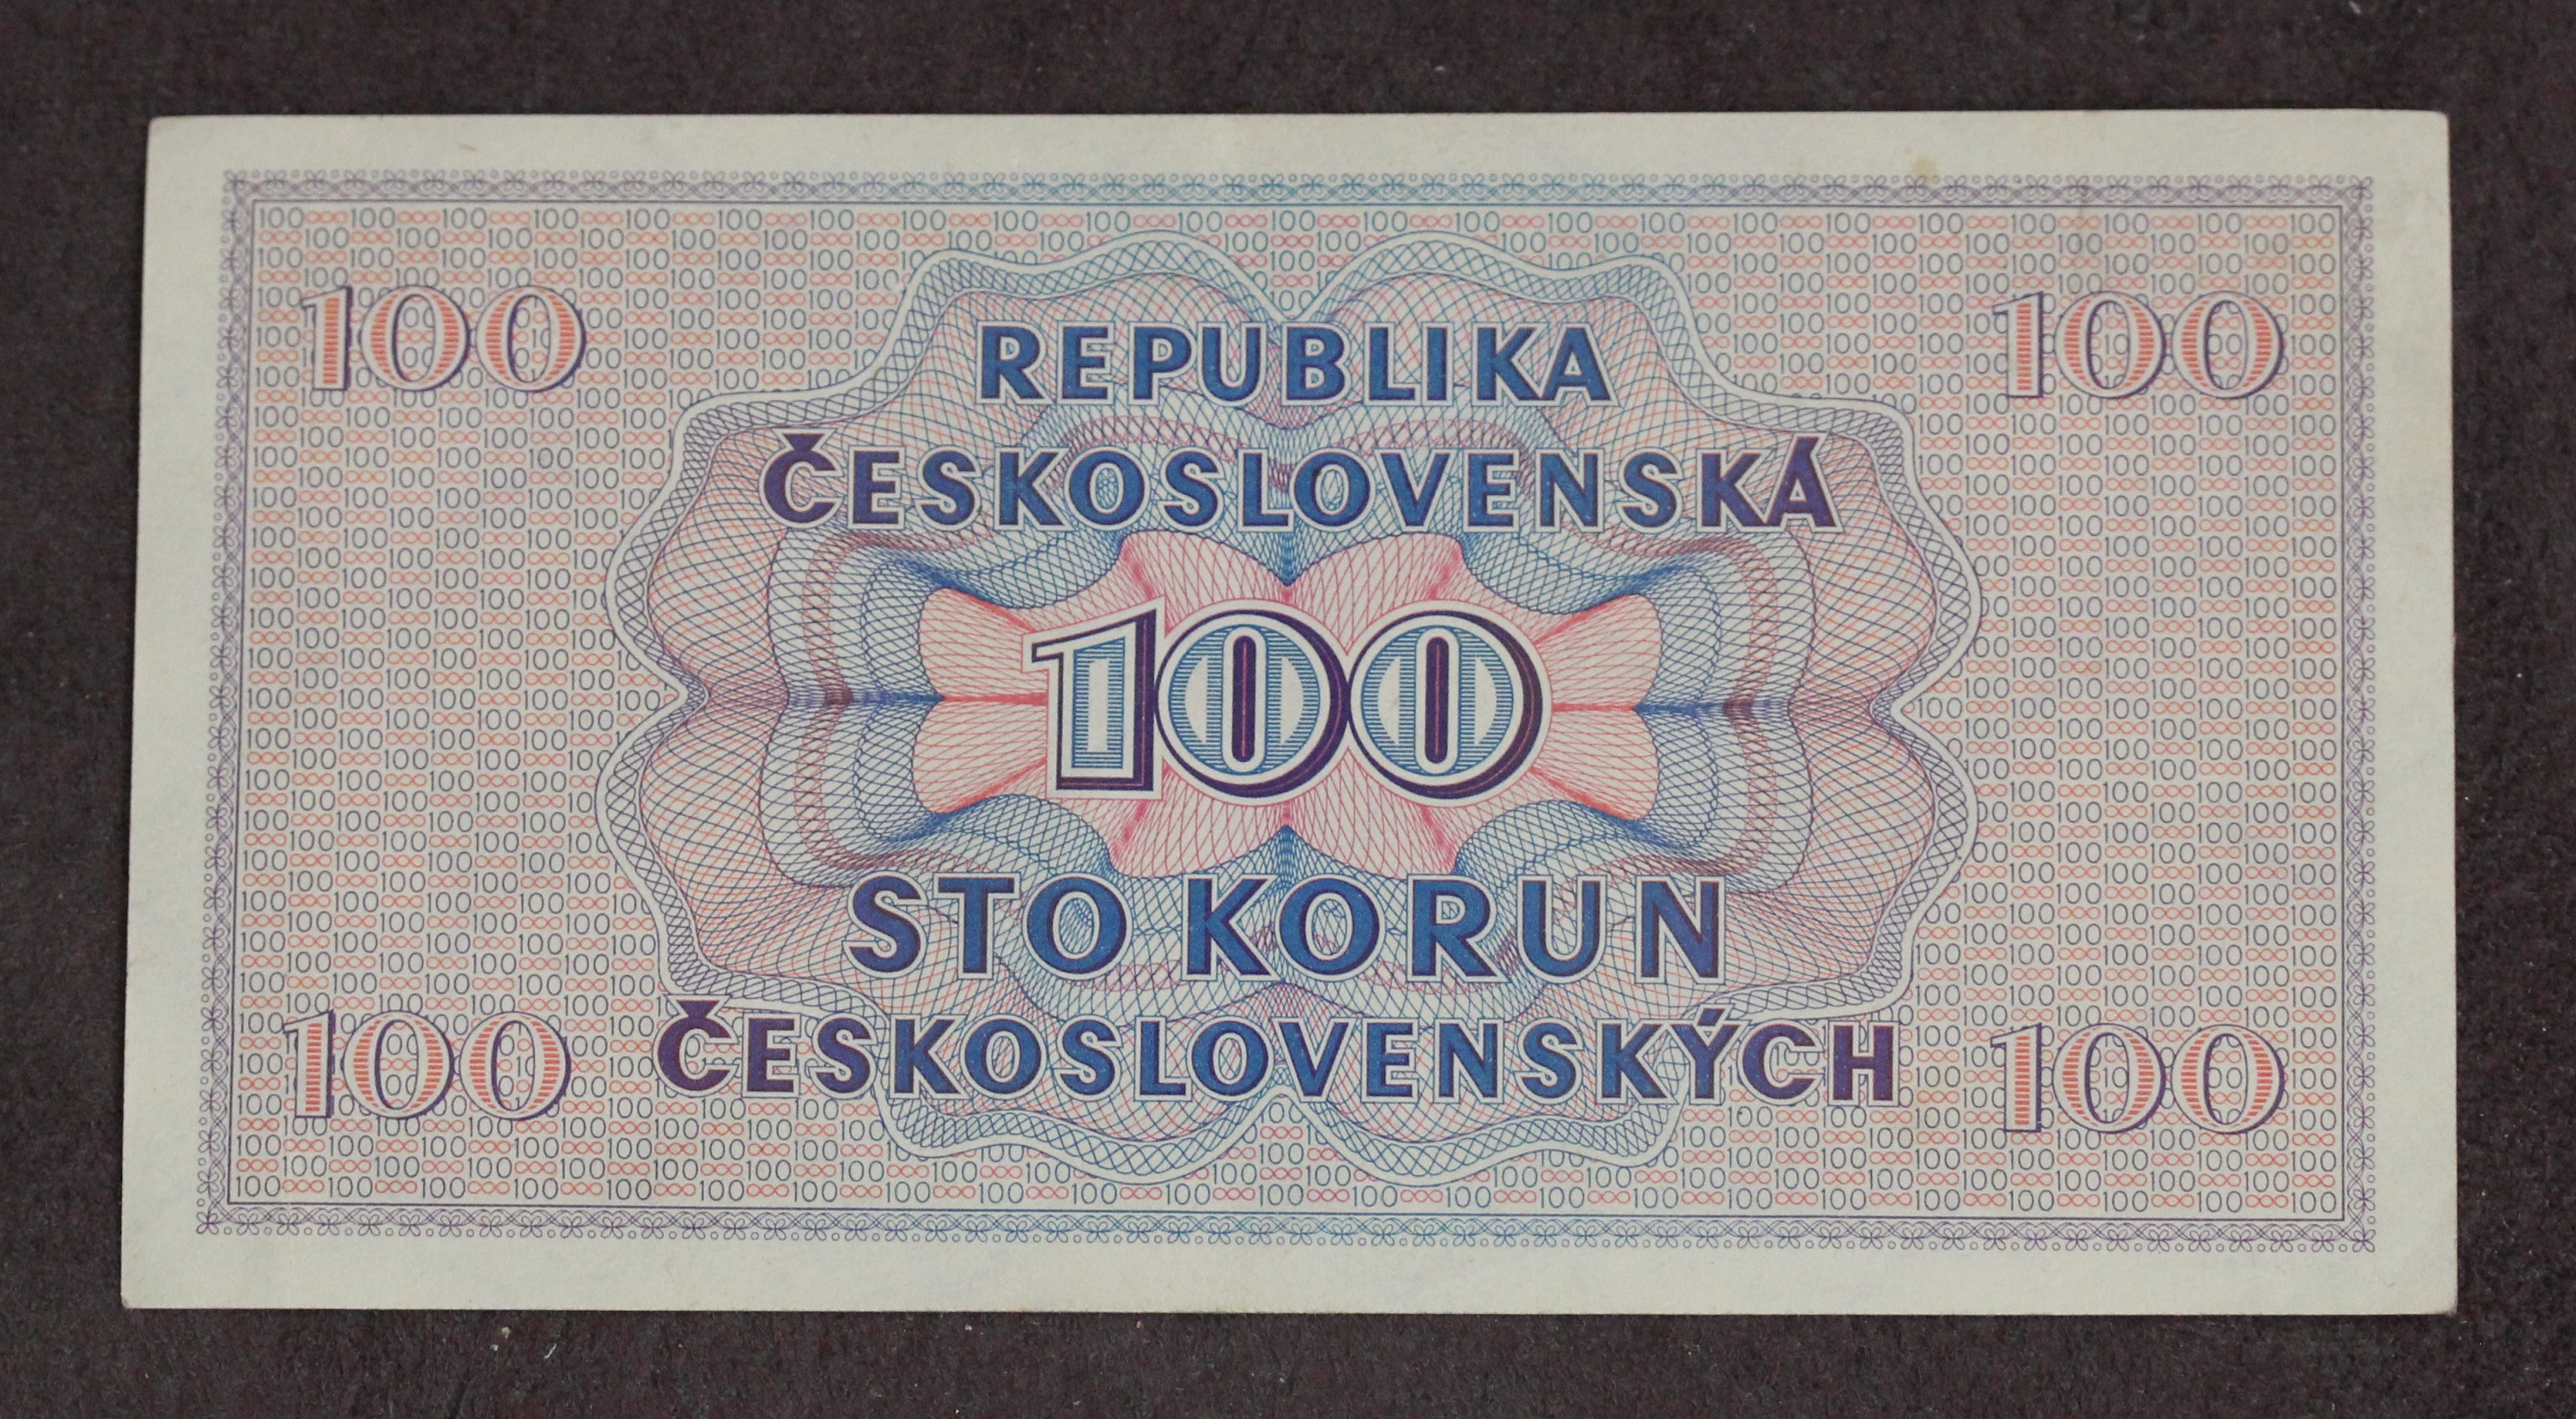 100 100
REPUBLIKA
ČESKOSLOVENSKÁ
100
STO KORUN
ČESKOSLOVENSKÝCH
100 100